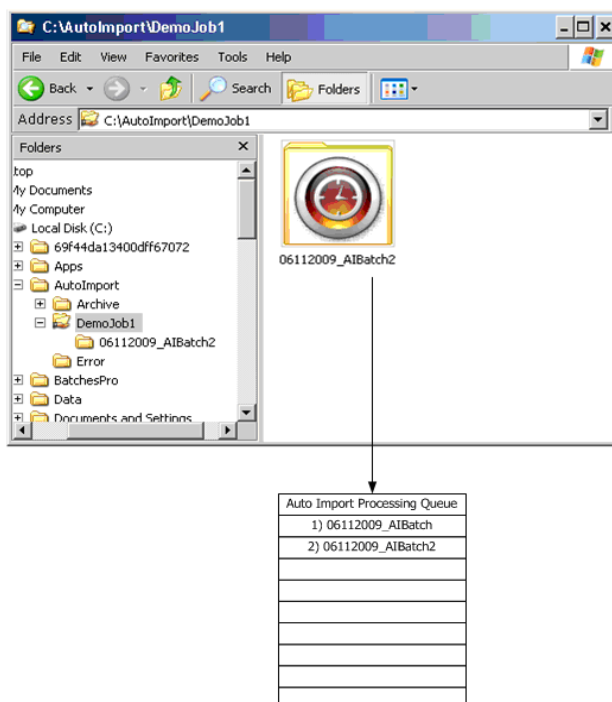 C:\AutoImport\DemoJob1
File Edit View Favorites Tools Help
Back Search Folders
Address C:\AutoImport\DemoJob1
Folders
top
My Documents
My Computer
Local Disk (C:)
69f44da13400dff67072
Apps
AutoImport
Archive
DemoJob1
06112009_AIBatch2
Error
BatchesPro
Data
Documents and Settings
06112009_AIBatch2
Auto Import Processing Queue
1) 06112009_AIBatch
2) 06112009_AIBatch2